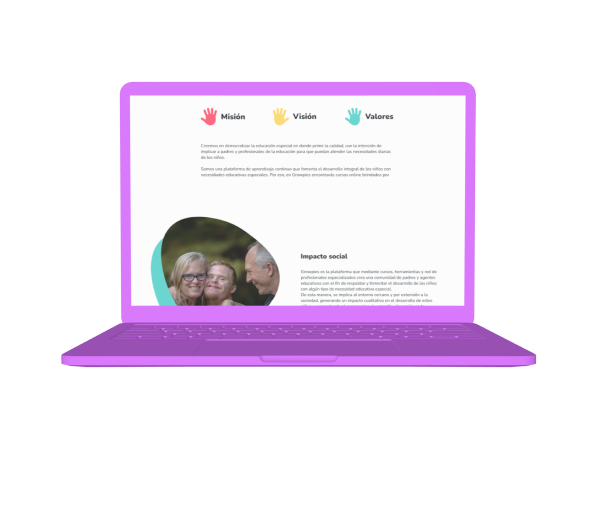 Misión
Visión
Valores
Creemos en democratizar la educación especial en donde prime la calidad, con la intención de
implicar a padres y profesionales de la educación para que puedan atender las necesidades diarias
de los niños.
Somos una plataforma de aprendizaje continuo que fomenta el desarrollo integral de los niños con
necesidades educativas especiales. Por eso, en Growpies encontrarás cursos online brindados por
Impacto social
Growpies es la plataforma que mediante cursos, herramientas y red de
profesionales especializados crea una comunidad de padres y agentes
educativos con el fin de respaldar y fomentar el desarrollo de los niños
con algún tipo de necesidad educativa especial.
De esta manera, se implica al entorno cercano y por extensión a la
sociedad, generando un impacto cualitativo en el desarrollo de estos